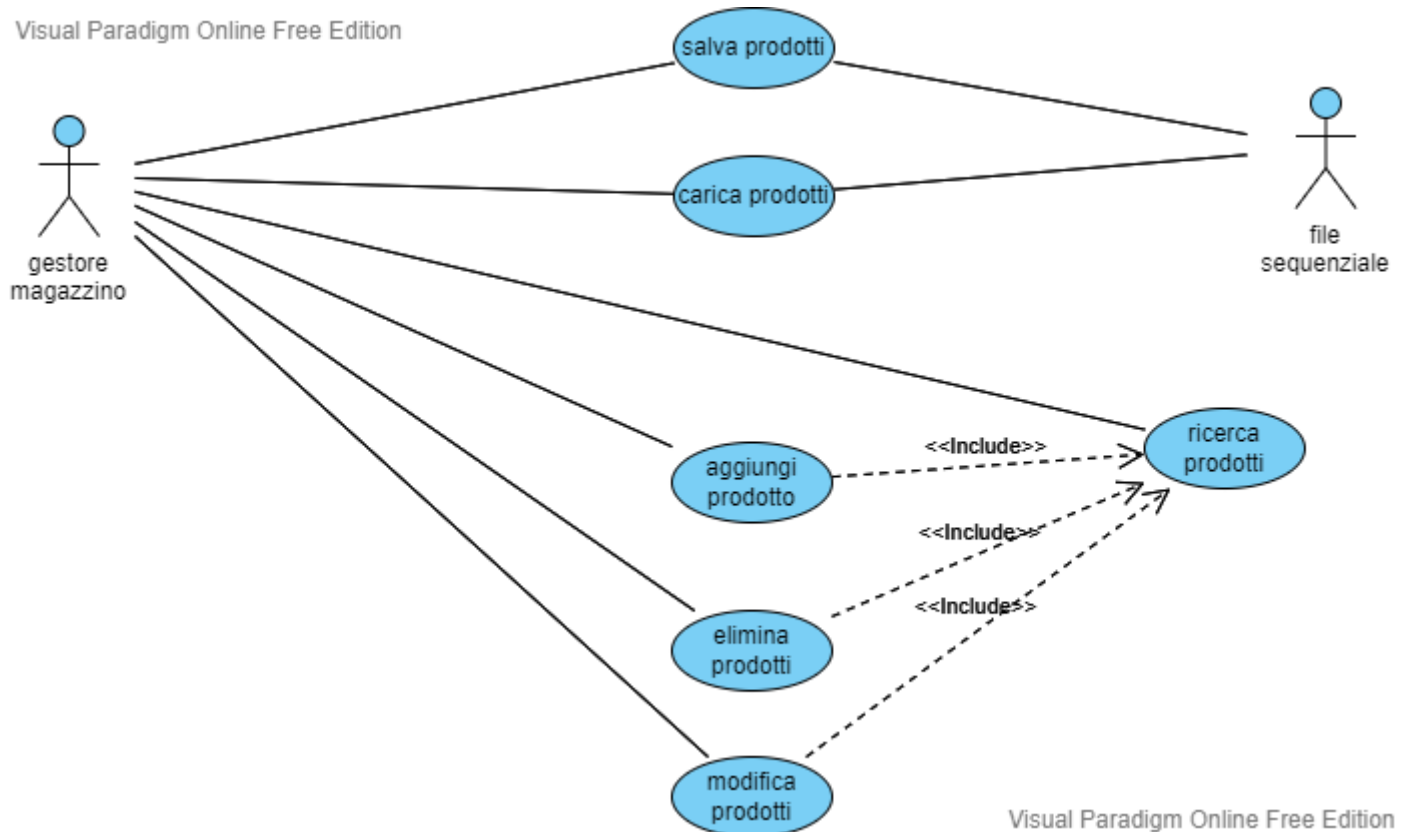 Visual Paradigm Online Free Edition
salva prodotti
carica prodotti
gestore
magazzino
file
sequenziale
ricerca
prodotti
<<Include>>
aggiungi
prodotto
<<Include>>
<<Include>>
elimina
prodotti
modifica
prodotti
Visual Paradigm Online Free Edition